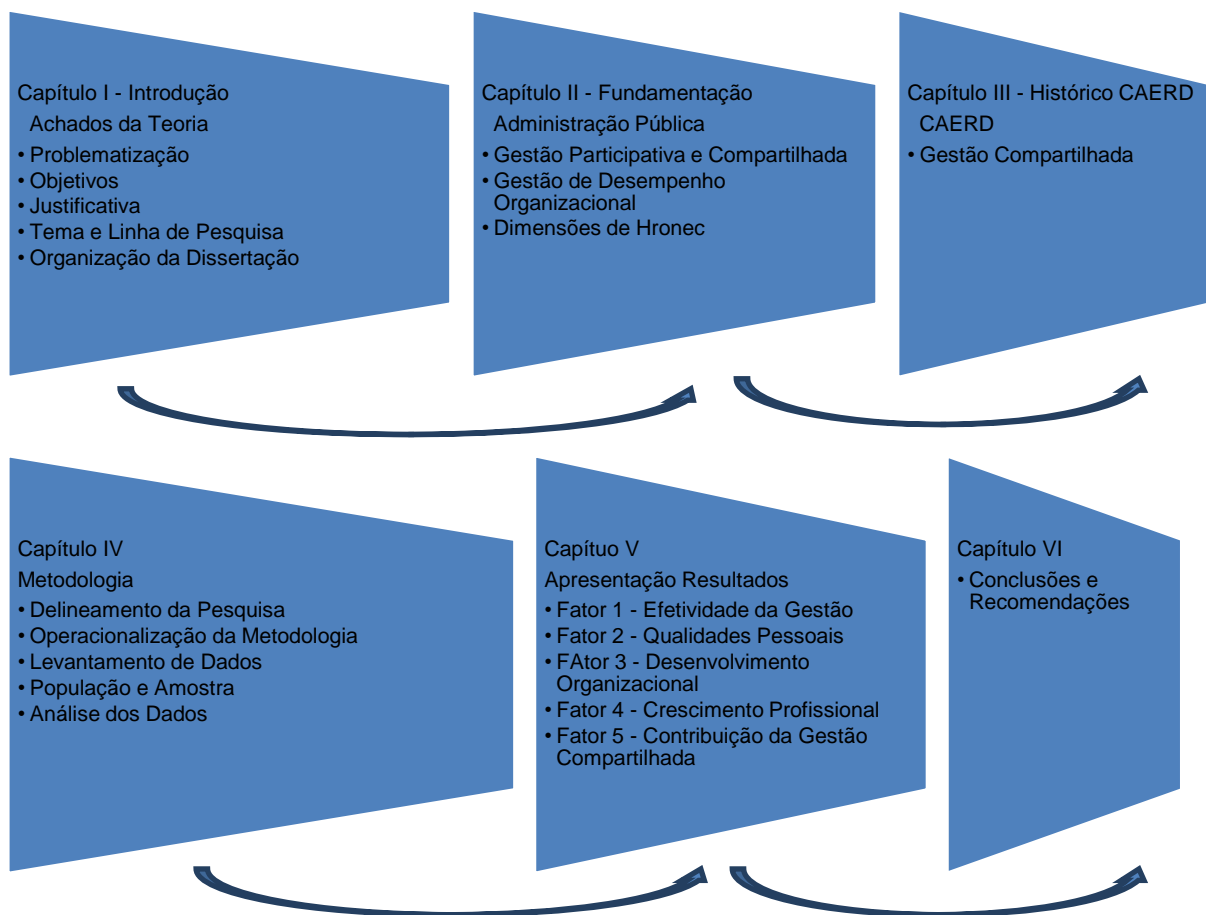 Capítulo I - Introdução
Achados da Teoria
• Problematização
• Objetivos
• Justificativa
• Tema e Linha de Pesquisa
• Organização da Dissertação
Capítulo II - Fundamentação
Administração Pública
• Gestão Participativa e Compartilhada
• Gestão de Desempenho
Organizacional
• Dimensões de Hronec
Capítulo III - Histórico CAERD
CAERD
• Gestão Compartilhada
Capítulo IV
Metodologia
• Delineamento da Pesquisa
• Operacionalização da Metodologia
• Levantamento de Dados
• População e Amostra
• Análise dos Dados
Capítuo V
Apresentação Resultados
• Fator 1 - Efetividade da Gestão
• Fator 2 - Qualidades Pessoais
• FAtor 3 - Desenvolvimento
Organizacional
• Fator 4 - Crescimento Profissional
• Fator 5 - Contribuição da Gestão
Compartilhada
Capítulo VI
• Conclusões e
Recomendações